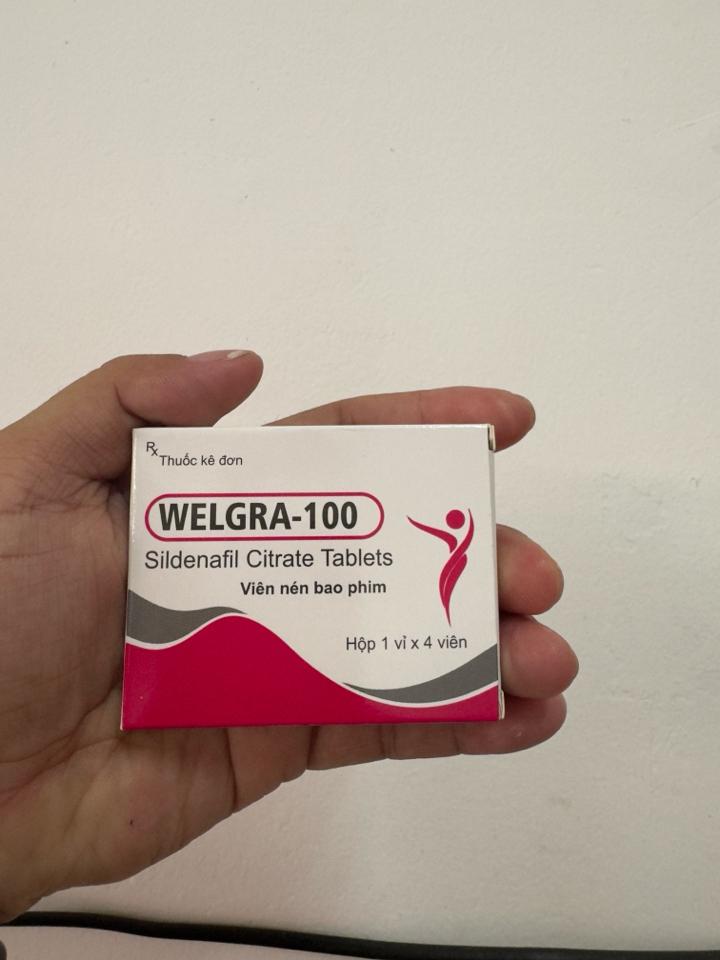 Rx Thuốc kê đơn
WELGRA-100
Sildenafil Citrate Tablets
Viên nén bao phim
Hộp 1 vỉ x 4 viên